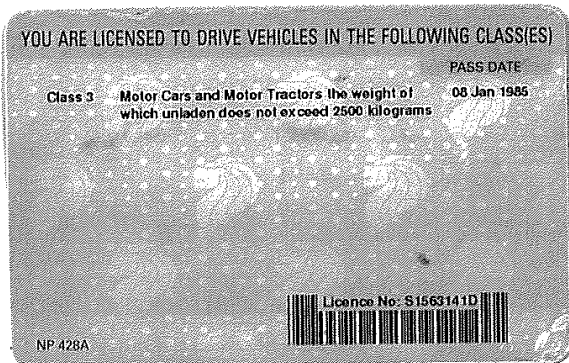 YOU ARE LICENSED TO DRIVE VEHICLES IN THE FOLLOWING CLASS(ES)
PASS DATE
Class 3 Motor Cars and Motor Tractors the weight of 08 Jan 1985
which unladen does not exceed 2500 kilograms
Licence No: S1563141D
NP 428A